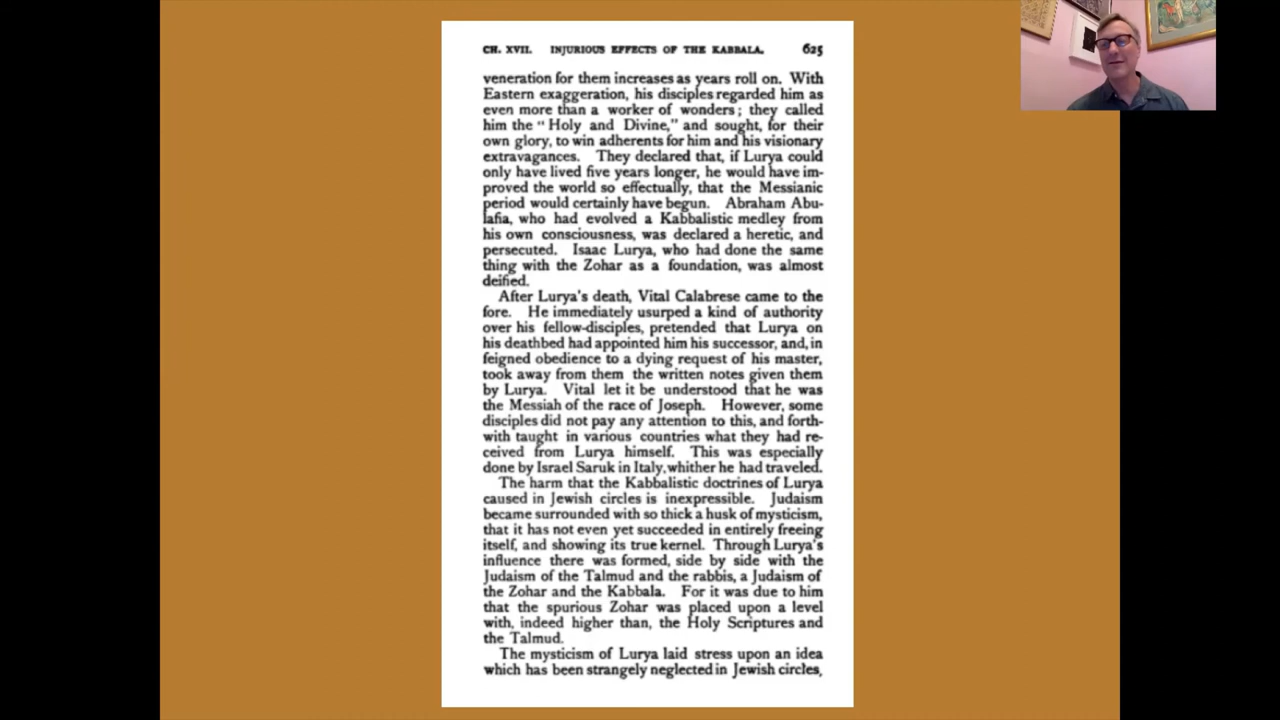 CH. XVII. INJURIOUS EFFECTS OF THE KABBALA. 625
veneration for them increases as years roll on. With
Eastern exaggeration, his disciples regarded him as
even more than a worker of wonders; they called
him the "Holy and Divine," and sought, for their
own glory, to win adherents for him and his visionary
extravagances. They declared that, if Lurya could
only have lived five years longer, he would have im-
proved the world so effectually, that the Messianic
period would certainly have begun. Abraham Abu-
lafia, who had evolved a Kabbalistic medley from
his own consciousness, was declared a heretic, and
persecuted. Isaac Lurya, who had done the same
thing with the Zohar as a foundation, was almost
deified.
After Lurya's death, Vital Calabrese came to the
fore. He immediately usurped a kind of authority
over his fellow-disciples, pretended that Lurya on
his deathbed had appointed him his successor, and, in
feigned obedience to a dying request of his master,
took away from them the written notes given them
by Lurya. Vital let it be understood that he was
the Messiah of the race of Joseph. However, some
disciples did not pay any attention to this, and forth-
with taught in various countries what they had re-
ceived from Lurya himself. This was especially
done by Israel Saruk in Italy, whither he had traveled.
The harm that the Kabbalistic doctrines of Lurya
caused in Jewish circles is inexpressible. Judaism
became surrounded with so thick a husk of mysticism,
that it has not even yet succeeded in entirely freeing
itself, and showing its true kernel. Through Lurya's
influence there was formed, side by side with the
Judaism of the Talmud and the rabbis, a Judaism of
the Zohar and the Kabbala. For it was due to him
that the spurious Zohar was placed upon a level
with, indeed higher than, the Holy Scriptures and
the Talmud.
The mysticism of Lurya laid stress upon an idea
which has been strangely neglected in Jewish circles,